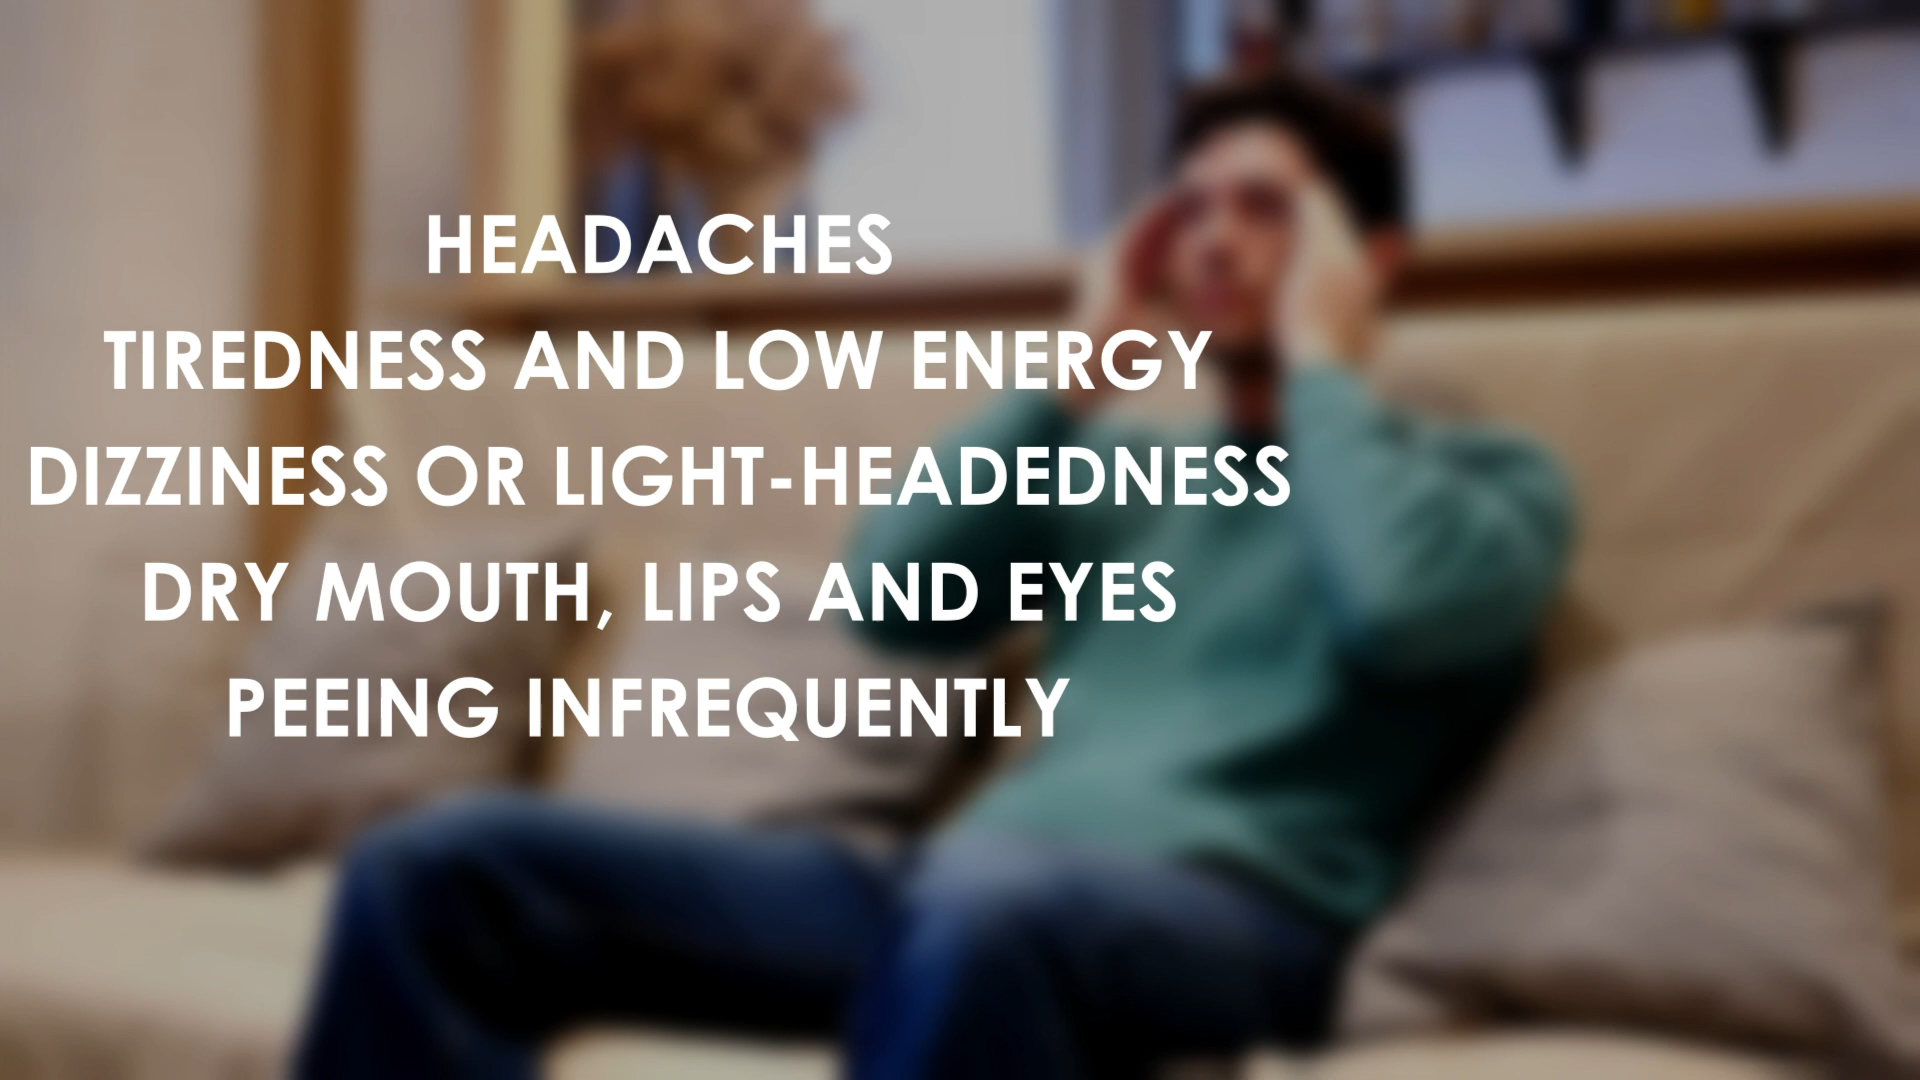 HEADACHES
TIREDNESS AND LOW ENERGY
DIZZINESS OR LIGHT-HEADEDNESS
DRY MOUTH, LIPS AND EYES
PEEING INFREQUENTLY